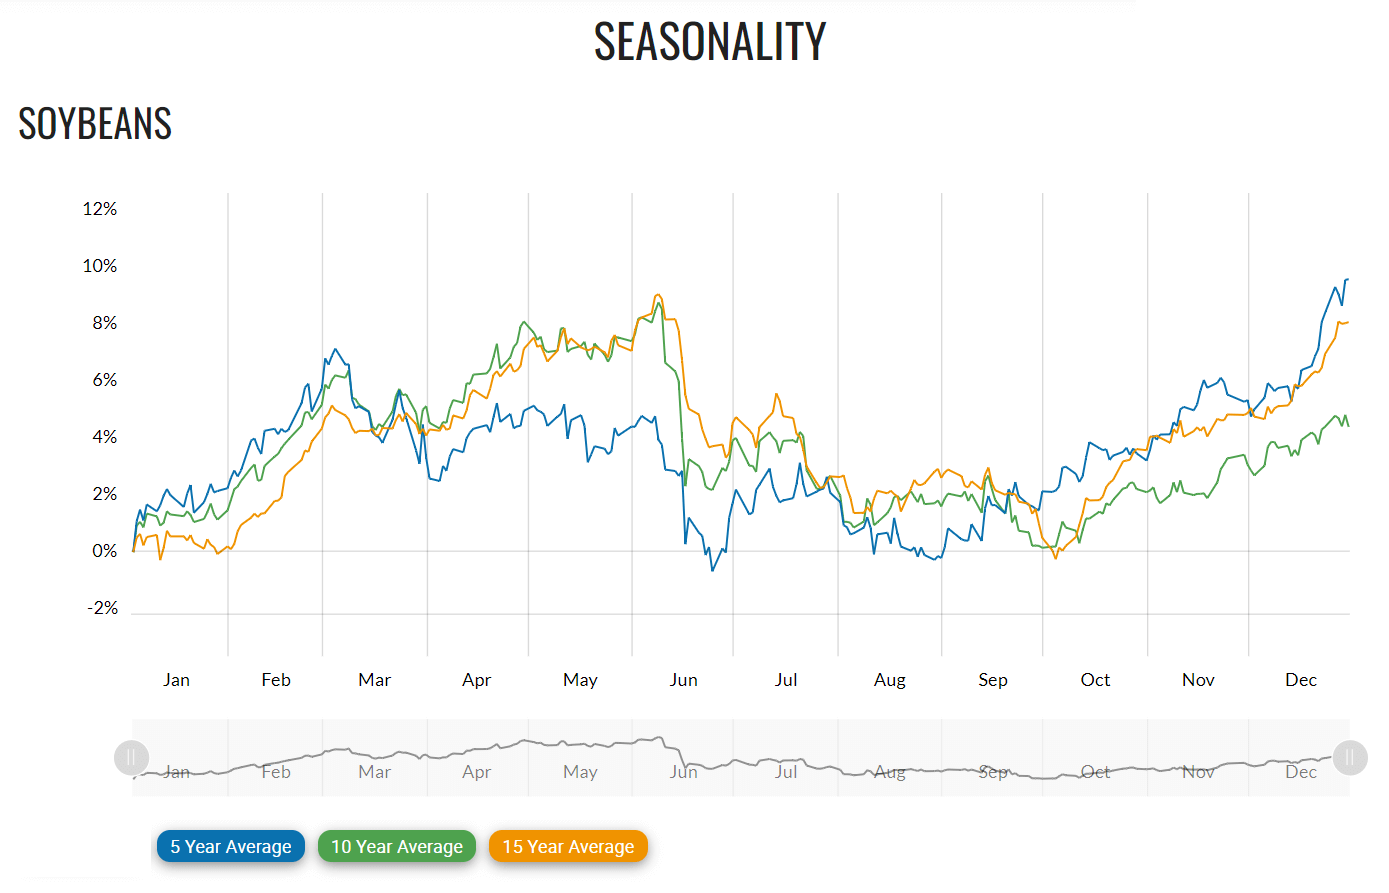 SEASONALITY
SOYBEANS
12%
10%
8%
6%
4%
2%
0%
-2%
Jan Feb Mar Apr May Jun Jul Aug Sep Oct Nov Dec
Jan Feb Mar Apr May Jun Jul Aug Sep Oct Nov Dec
5 Year Average 10 Year Average 15 Year Average